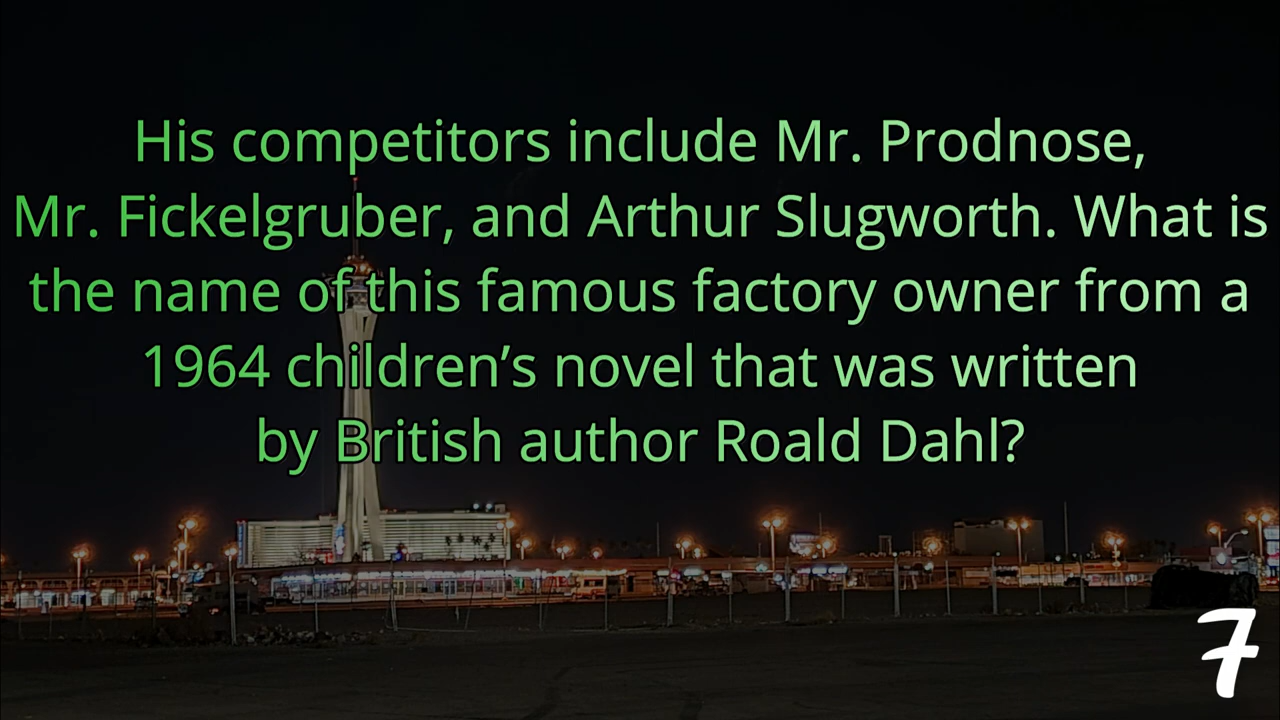 His competitors include Mr. Prodnose,
Mr. Fickelgruber, and Arthur Slugworth. What is
the name of this famous factory owner from a
1964 children’s novel that was written
by British author Roald Dahl?
7